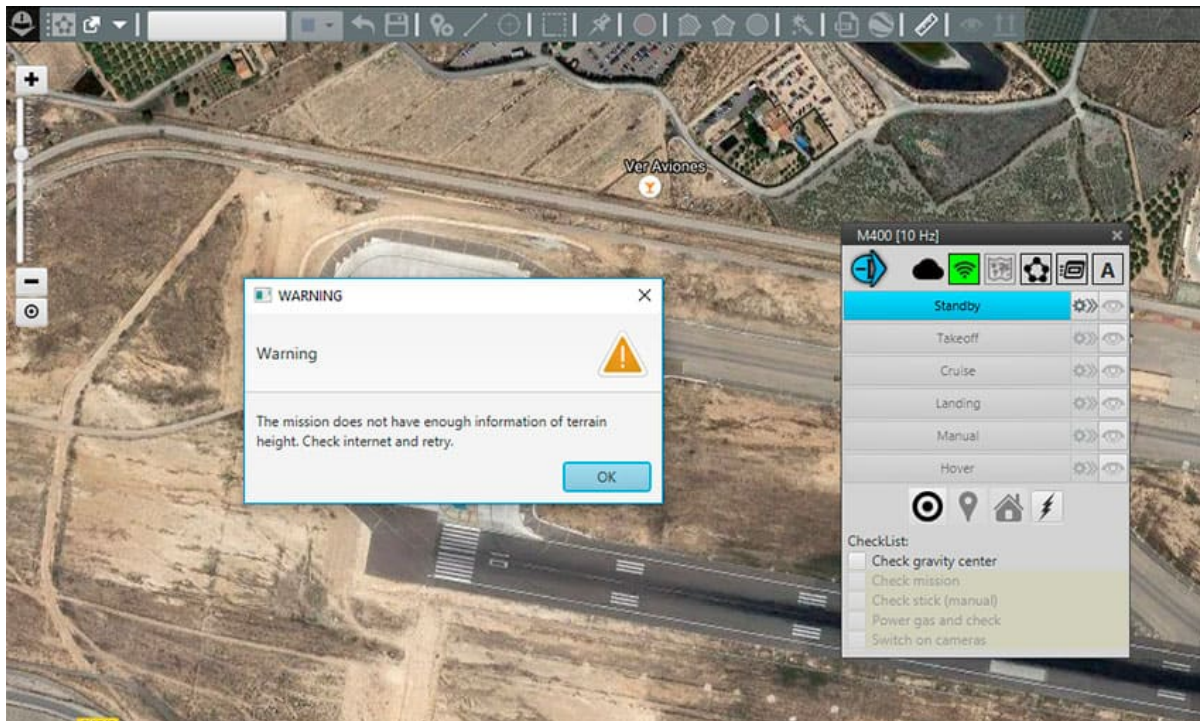 Ver Aviones
M400 [10 Hz]
A
Standby
Takeoff
Cruise
Landing
Manual
Hover
CheckList:
Check gravity center
Check mission
Check stick (manual)
Power gas and check
Switch on cameras
WARNING
Warning
The mission does not have enough information of terrain
height. Check internet and retry.
OK